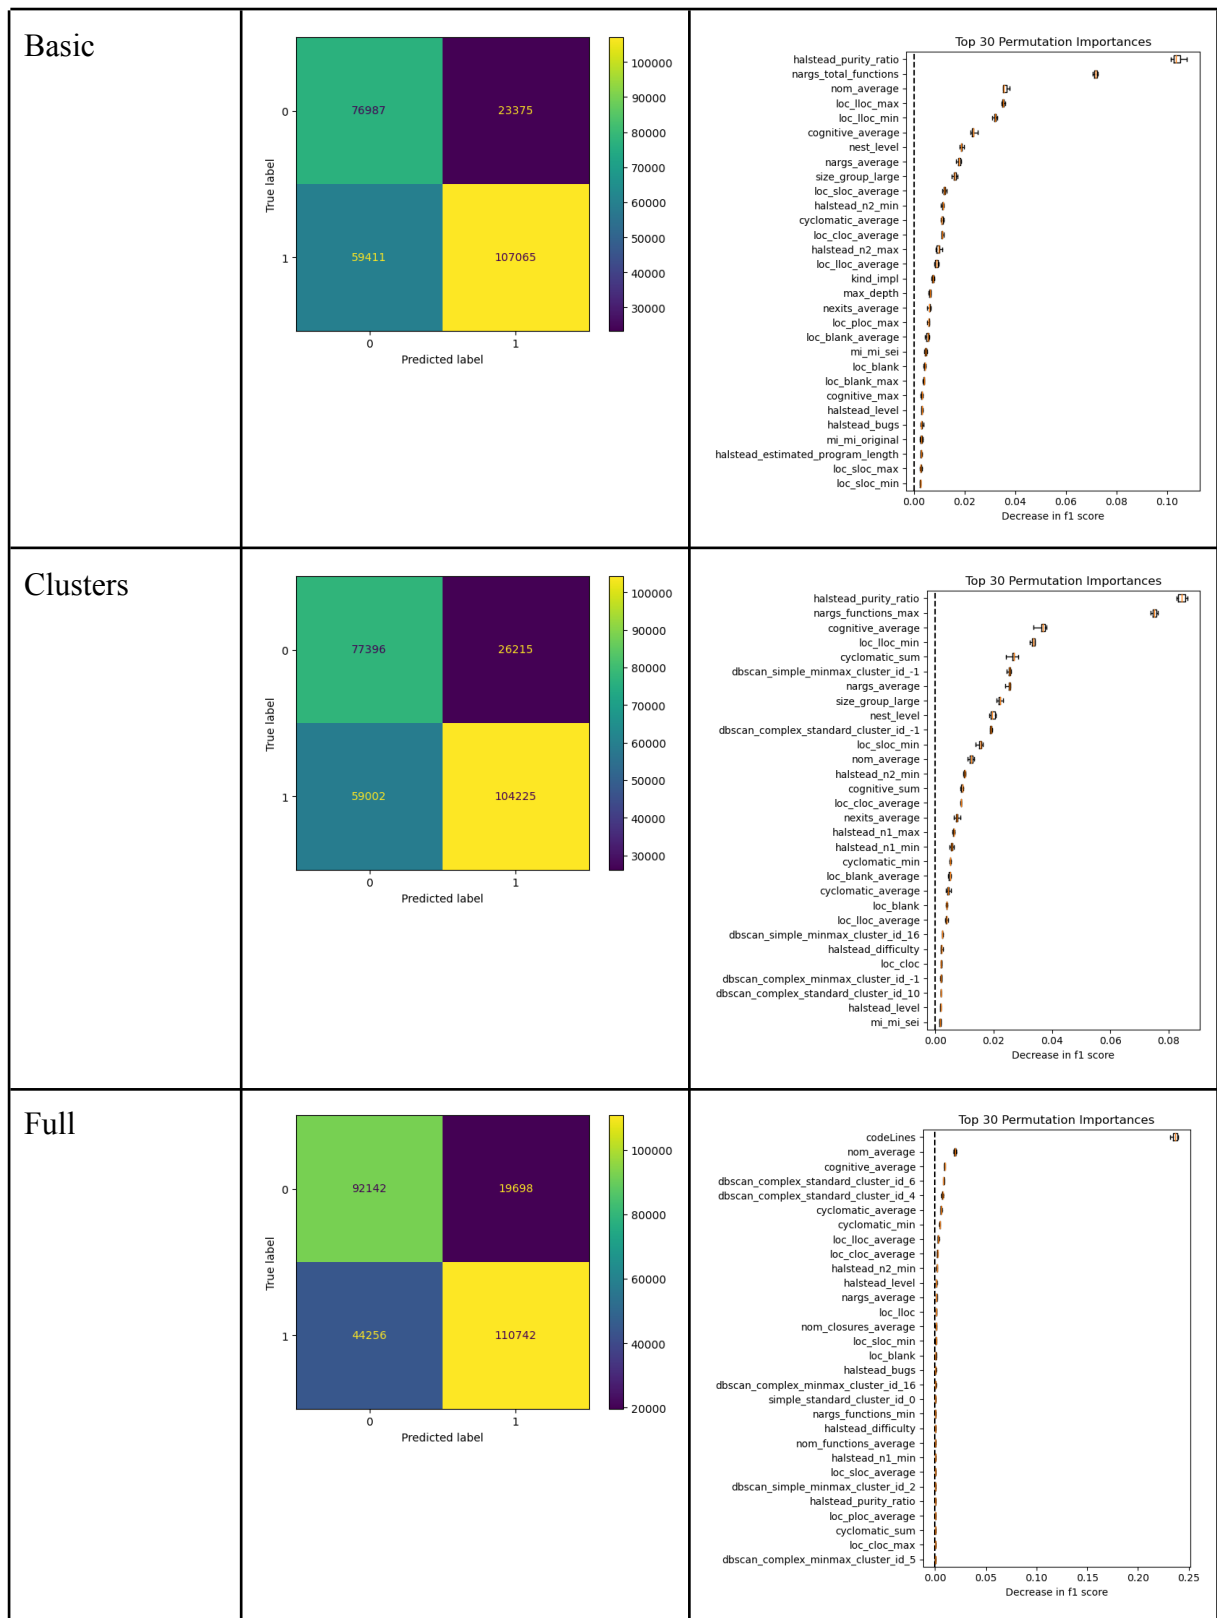 Basic
100000
90000
80000
70000
60000
50000
40000
30000
0
1
76987
23375
59411
107065
True label
0
1
Predicted label
Top 30 Permutation Importances
halstead_purity_ratio
nargs_total_functions
nom_average
loc_lloc_max
loc_lloc_min
cognitive_average
nest_level
nargs_average
size_group_large
loc_sloc_average
halstead_n2_min
cyclomatic_average
loc_cloc_average
halstead_n2_max
loc_lloc_average
kind_impl
max_depth
nexits_average
loc_ploc_max
loc_blank_average
mi_mi_sei
loc_blank
loc_blank_max
cognitive_max
halstead_level
halstead_bugs
mi_mi_original
halstead_estimated_program_length
loc_sloc_max
loc_sloc_min
0.00 0.02 0.04 0.06 0.08 0.10
Decrease in f1 score
Clusters
100000
90000
80000
70000
60000
50000
40000
30000
0
1
77396
26215
59002
104225
True label
0
1
Predicted label
Top 30 Permutation Importances
halstead_purity_ratio
nargs_functions_max
cognitive_average
loc_lloc_min
cyclomatic_sum
dbscan_simple_minmax_cluster_id_-1
nargs_average
size_group_large
nest_level
dbscan_complex_standard_cluster_id_-1
loc_sloc_min
nom_average
halstead_n2_min
cognitive_sum
loc_cloc_average
nexits_average
halstead_n1_max
halstead_n1_min
cyclomatic_min
loc_blank_average
cyclomatic_average
loc_blank
loc_lloc_average
dbscan_simple_minmax_cluster_id_16
halstead_difficulty
loc_cloc
dbscan_complex_minmax_cluster_id_-1
dbscan_complex_standard_cluster_id_10
halstead_level
mi_mi_sei
0.00 0.02 0.04 0.06 0.08
Decrease in f1 score
Full
100000
80000
60000
40000
20000
0
1
92142
19698
44256
110742
True label
0
1
Predicted label
Top 30 Permutation Importances
codeLines
nom_average
cognitive_average
dbscan_complex_standard_cluster_id_6
dbscan_complex_standard_cluster_id_4
cyclomatic_average
cyclomatic_min
loc_lloc_average
loc_cloc_average
halstead_n2_min
halstead_level
nargs_average
loc_lloc
nom_closures_average
loc_sloc_min
loc_blank
halstead_bugs
dbscan_complex_minmax_cluster_id_16
simple_standard_cluster_id_0
nargs_functions_min
halstead_difficulty
nom_functions_average
halstead_n1_min
loc_sloc_average
dbscan_simple_minmax_cluster_id_2
halstead_purity_ratio
loc_ploc_average
cyclomatic_sum
loc_cloc_max
dbscan_complex_minmax_cluster_id_5
0.00 0.05 0.10 0.15 0.20 0.25
Decrease in f1 score